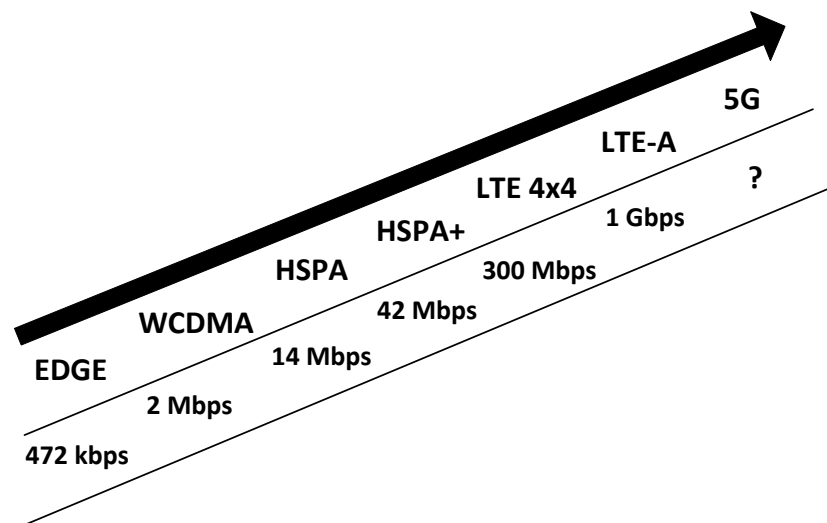 5G
LTE-A
?
LTE 4x4
1 Gbps
HSPA+
300 Mbps
HSPA
42 Mbps
WCDMA
14 Mbps
EDGE
2 Mbps
472 kbps